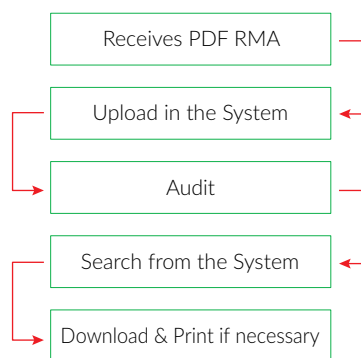 Receives PDF RMA
Upload in the System
Audit
Search from the System
Download & Print if necessary